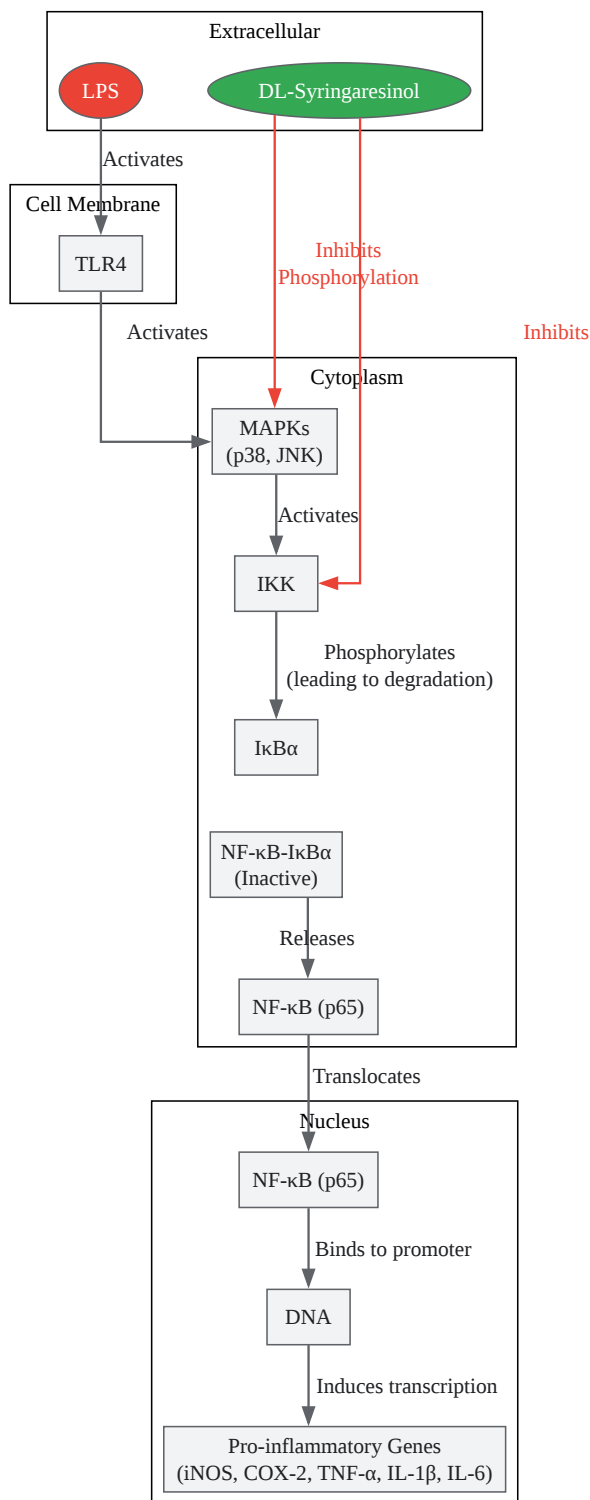 Extracellular
LPS
DL-Syringaresinol
Activates
Cell Membrane
TLR4
Inhibits
Phosphorylation
Activates
Inhibits
Cytoplasm
MAPKs
(p38, JNK)
Activates
IKK
Phosphorylates
(leading to degradation)
IκBα
NF-κB-IκBα
(Inactive)
Releases
NF-κB (p65)
Translocates
Nucleus
NF-κB (p65)
Binds to promoter
DNA
Induces transcription
Pro-inflammatory Genes
(iNOS, COX-2, TNF-α, IL-1β, IL-6)